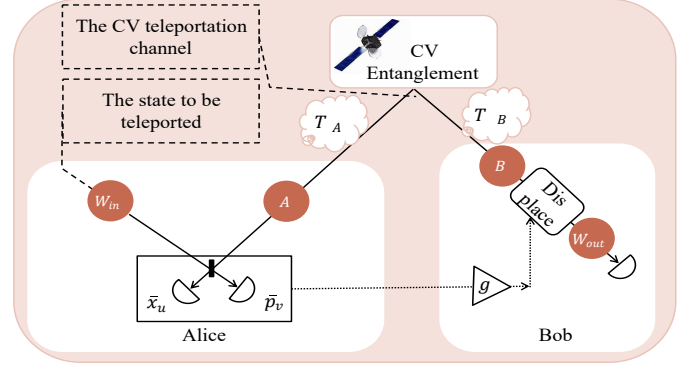 The CV teleportation
channel
The state to be
teleported
CV
Entanglement
T A
T B
W_in
A
B
Dis
place
W_out
x̄_u
p̄_v
g
Alice
Bob